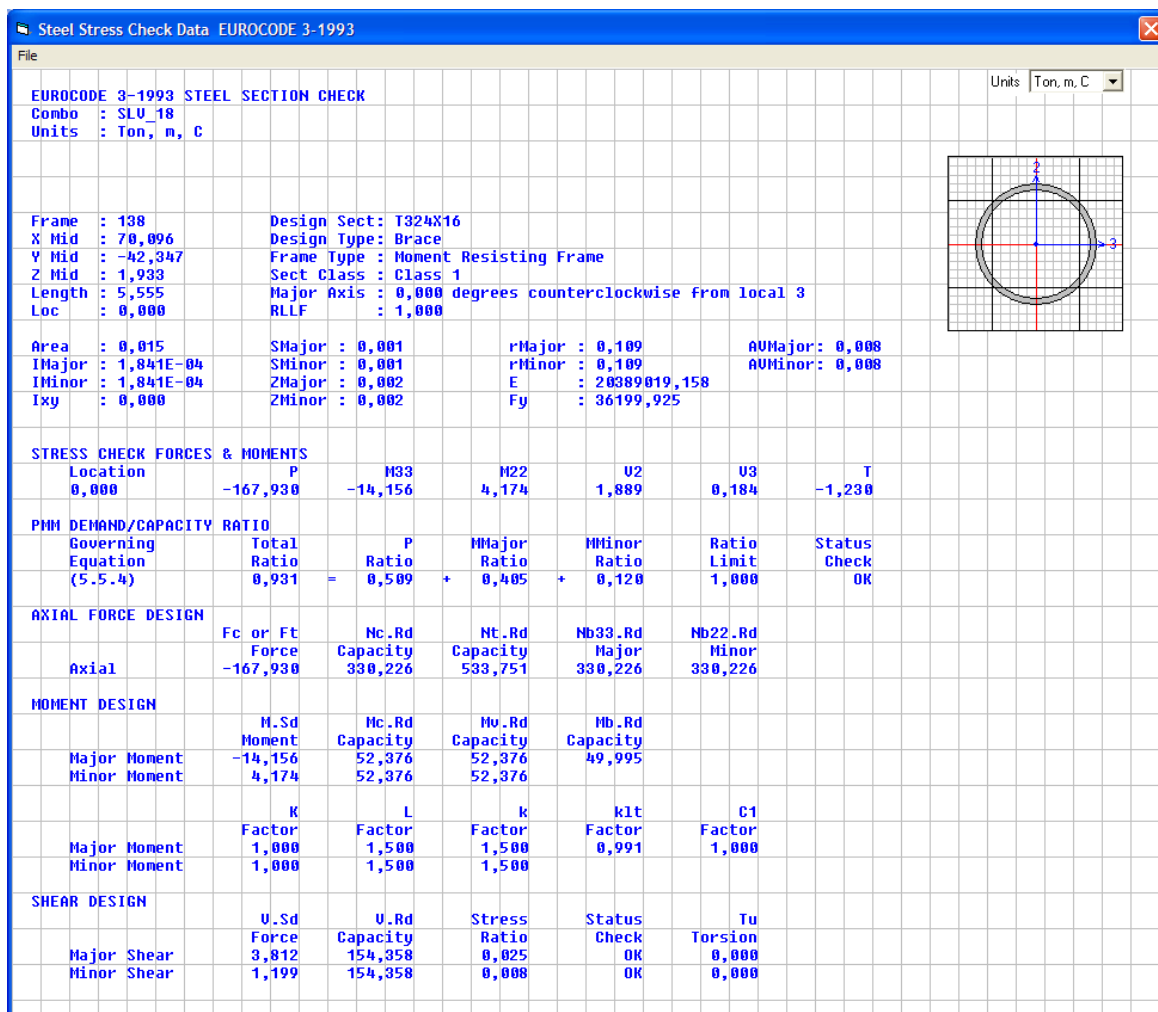 Steel Stress Check Data  EUROCODE 3-1993
File
Units  Ton, m, C
EUROCODE 3-1993 STEEL SECTION CHECK
Combo  : SLV_18
Units  : Ton, m, C
2
3
Frame  : 138  Design Sect: T324X16
X Mid  : 70,096  Design Type: Brace
Y Mid  : -42,347  Frame Type : Moment Resisting Frame
Z Mid  : 1,933  Sect Class : Class 1
Length : 5,555  Major Axis : 0,000 degrees counterclockwise from local 3
Loc    : 0,000  RLLF       : 1,000
Area   : 0,015  SMajor : 0,001  rMajor : 0,109  AVMajor: 0,008
IMajor : 1,841E-04  SMinor : 0,001  rMinor : 0,109  AVMinor: 0,008
IMinor : 1,841E-04  ZMajor : 0,002  E      : 20389019,158
Ixy    : 0,000  ZMinor : 0,002  Fy     : 36199,925
STRESS CHECK FORCES & MOMENTS
Location  P  M33  M22  V2  V3  T
0,000  -167,930  -14,156  4,174  1,889  0,184  -1,230
PMM DEMAND/CAPACITY RATIO
Governing  Total  P  MMajor  MMinor  Ratio  Status
Equation  Ratio  Ratio  Ratio  Ratio  Limit  Check
(5.5.4)  0,931  =  0,509  +  0,405  +  0,120  1,000  OK
AXIAL FORCE DESIGN
Fc or Ft  Nc.Rd  Nt.Rd  Nb33.Rd  Nb22.Rd
Force  Capacity  Capacity  Major  Minor
Axial  -167,930  330,226  533,751  330,226  330,226
MOMENT DESIGN
M.Sd  Mc.Rd  Mv.Rd  Mb.Rd
Moment  Capacity  Capacity  Capacity
Major Moment  -14,156  52,376  52,376  49,995
Minor Moment  4,174  52,376  52,376
K  L  k  klt  C1
Factor  Factor  Factor  Factor  Factor
Major Moment  1,000  1,500  1,500  0,991  1,000
Minor Moment  1,000  1,500  1,500
SHEAR DESIGN
V.Sd  V.Rd  Stress  Status  Tu
Force  Capacity  Ratio  Check  Torsion
Major Shear  3,812  154,358  0,025  OK  0,000
Minor Shear  1,199  154,358  0,008  OK  0,000